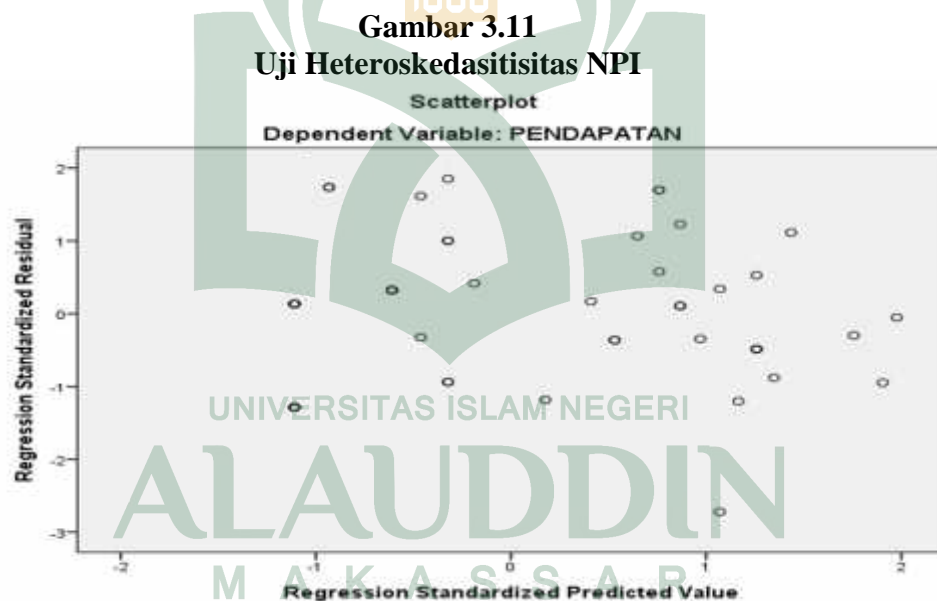 Gambar 3.11
Uji Heteroskedasitisitas NPI
Scatterplot
Dependent Variable: PENDAPATAN
Regression Standardized Residual
2
1
0
-1
-2
-3
UNIVERSITAS ISLAM NEGERI
ALAUDDIN
MAKASSAR
-2 -1 0 1 2
Regression Standardized Predicted Value